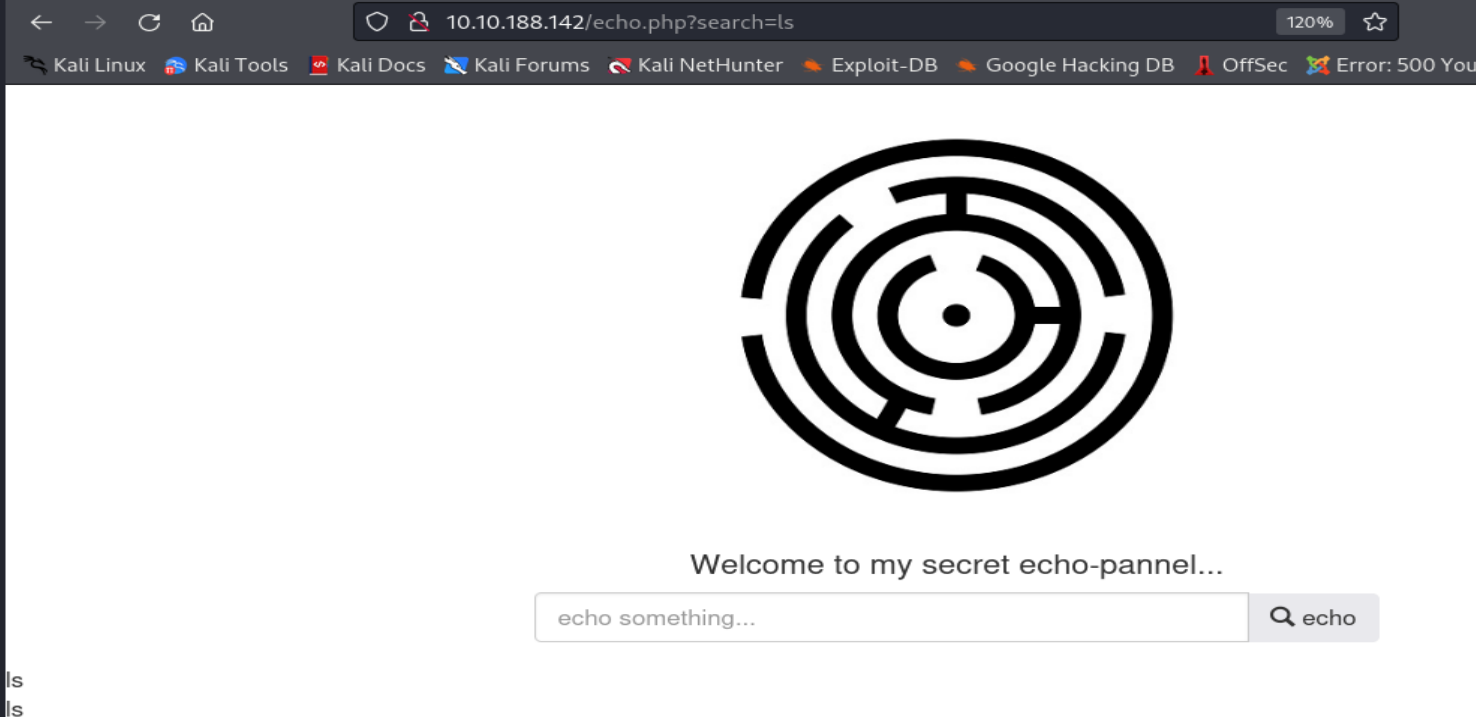 10.10.188.142/echo.php?search=ls
120%
Kali Linux Kali Tools Kali Docs Kali Forums Kali NetHunter Exploit-DB Google Hacking DB OffSec Error: 500 You
Welcome to my secret echo-pannel...
echo something... echo
ls
ls